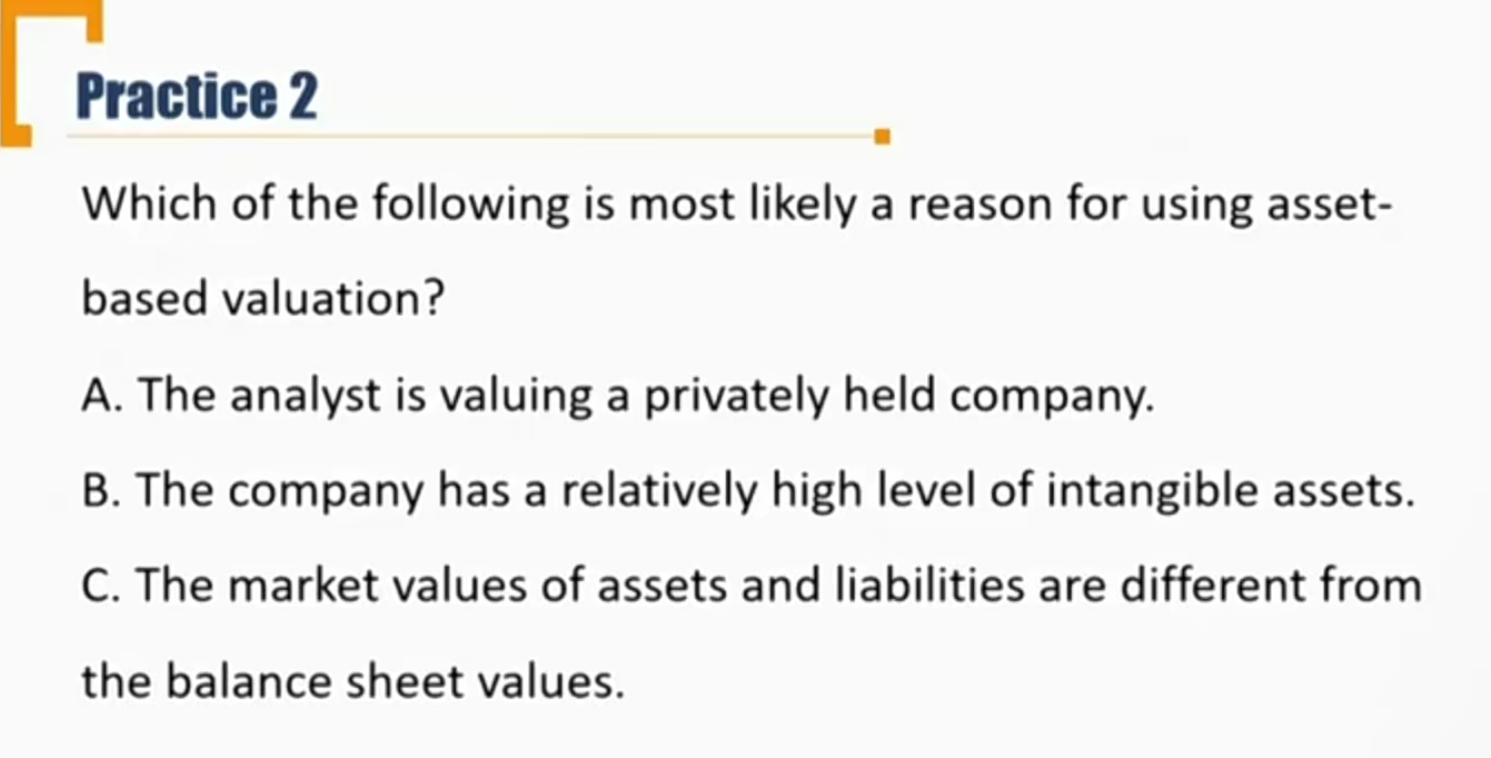 Practice 2
Which of the following is most likely a reason for using asset-
based valuation?
A. The analyst is valuing a privately held company.
B. The company has a relatively high level of intangible assets.
C. The market values of assets and liabilities are different from
the balance sheet values.